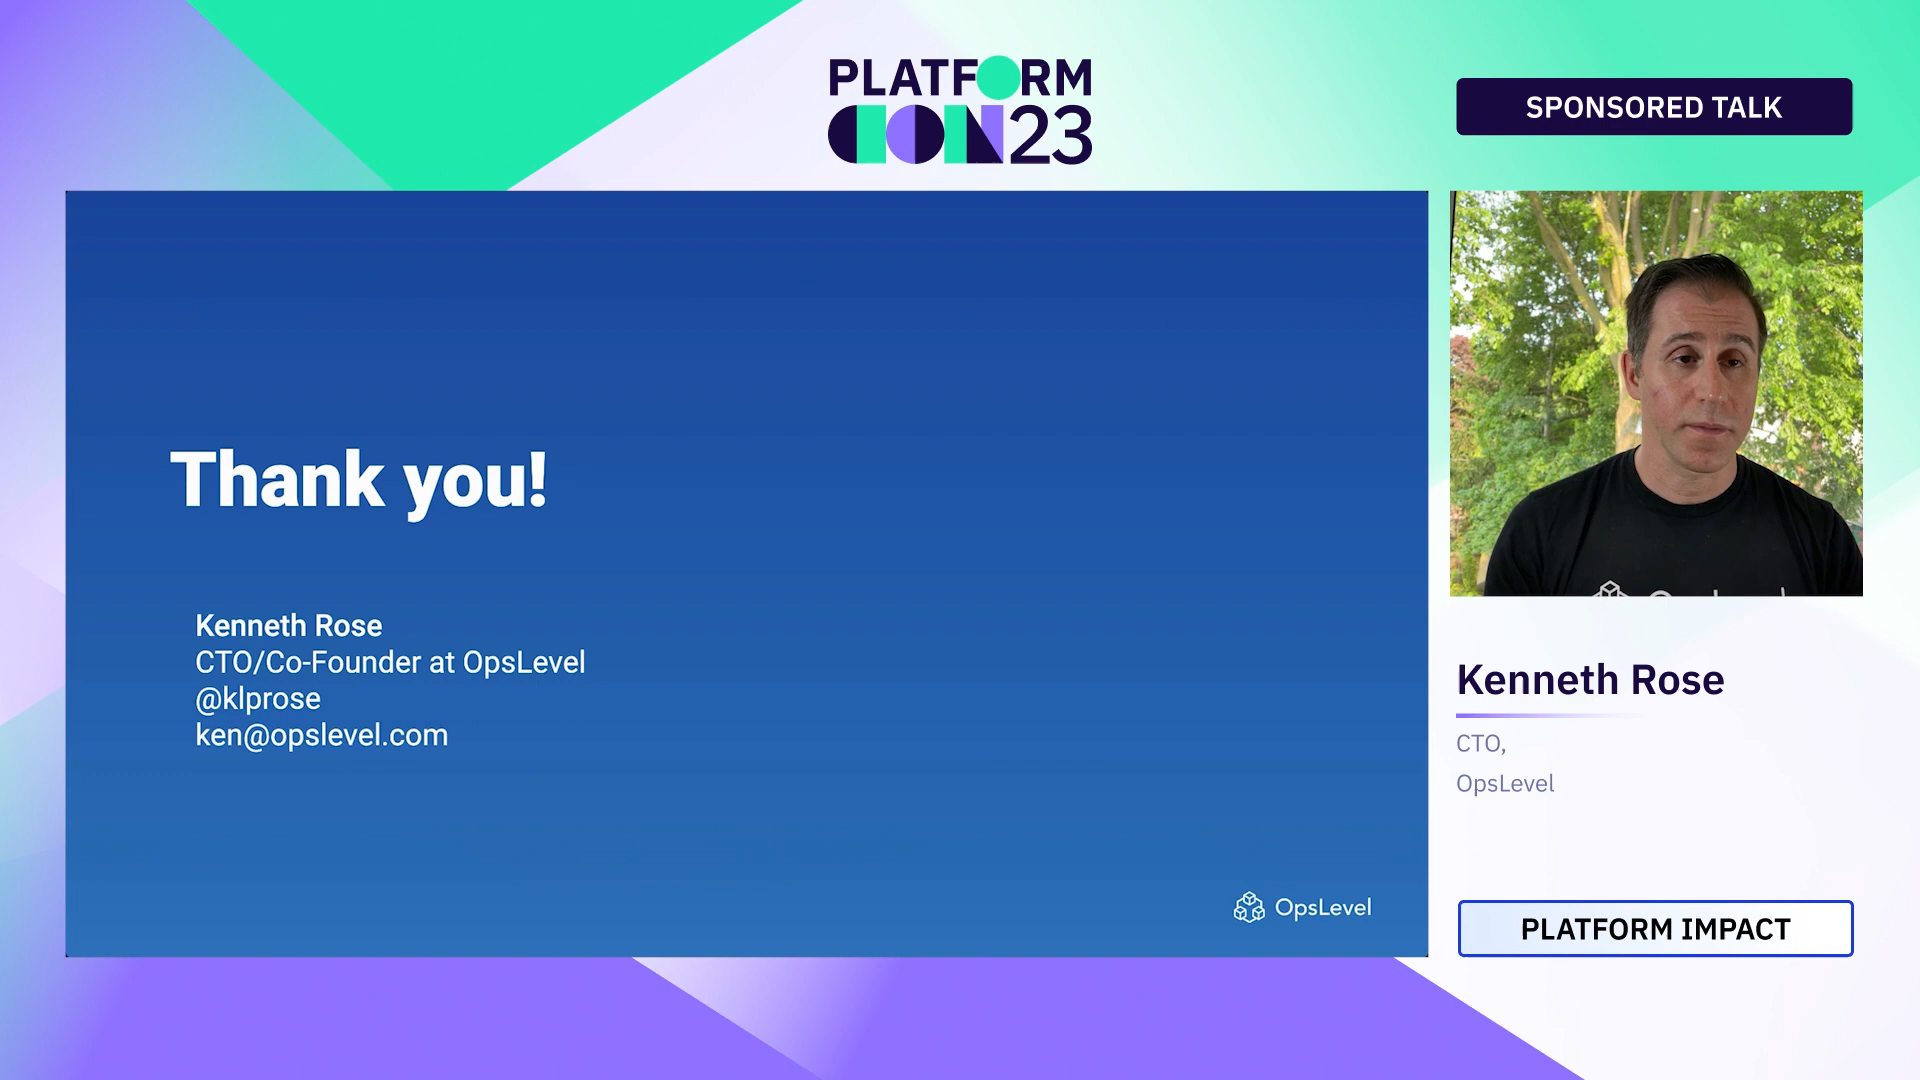 PLATFORM
CON23
SPONSORED TALK
Thank you!
Kenneth Rose
CTO/Co-Founder at OpsLevel
@klprose
ken@opslevel.com
OpsLevel
Kenneth Rose
CTO,
OpsLevel
PLATFORM IMPACT